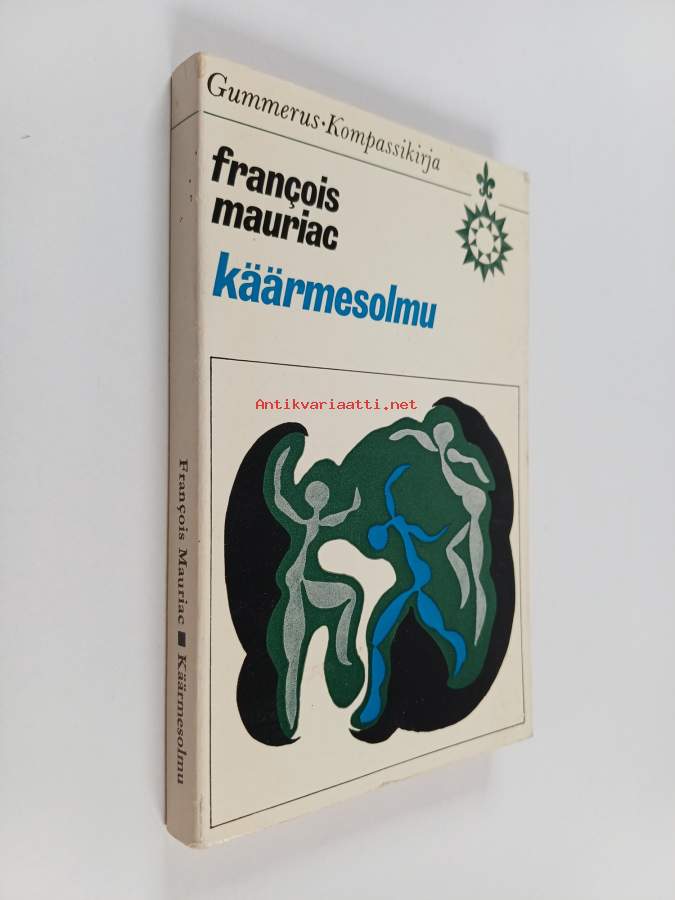 Gummerus·Kompassikirja
françois
mauriac
käärmesolmu
Antikvariaatti.net
François Mauriac ■ Käärmesolmu